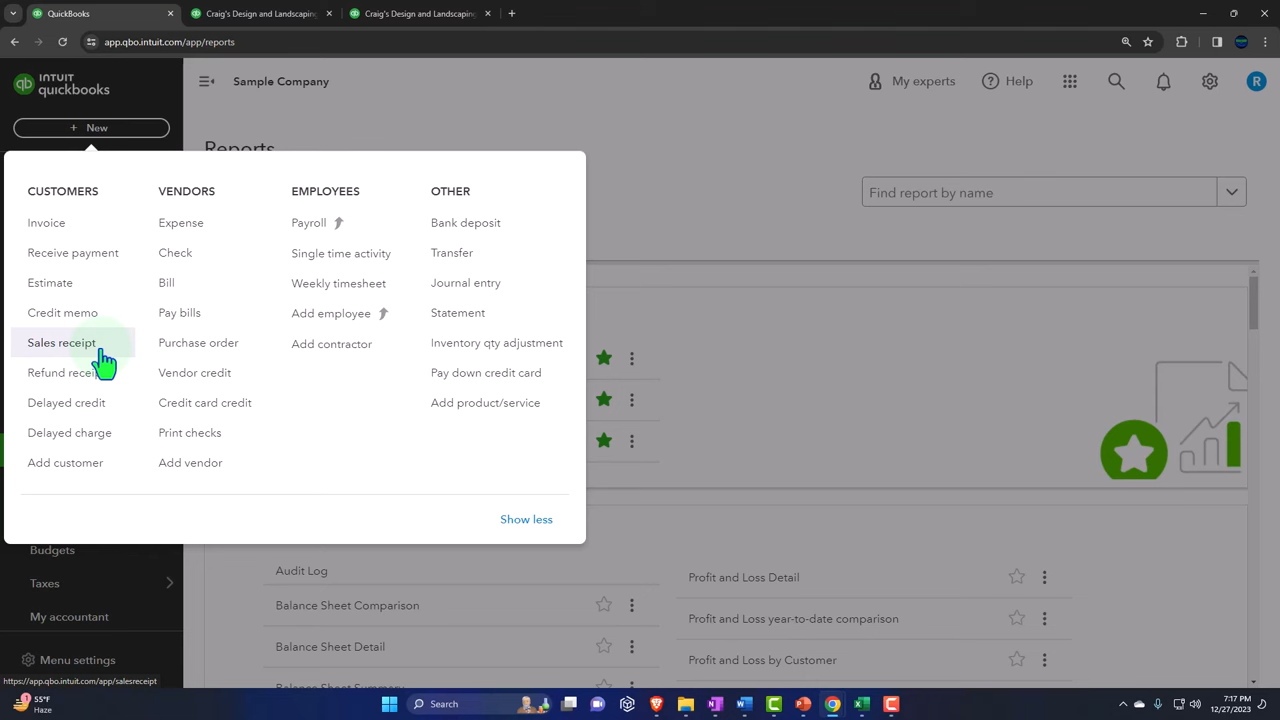 QuickBooks
Craig's Design and Landscaping
Craig's Design and Landscaping
app.qbo.intuit.com/app/reports
INTUIT
quickbooks
Sample Company
My experts
Help
R
+ New
Reports
Find report by name
CUSTOMERS
Invoice
Receive payment
Estimate
Credit memo
Sales receipt
Refund receipt
Delayed credit
Delayed charge
Add customer
VENDORS
Expense
Check
Bill
Pay bills
Purchase order
Vendor credit
Credit card credit
Print checks
Add vendor
EMPLOYEES
Payroll
Single time activity
Weekly timesheet
Add employee
Add contractor
OTHER
Bank deposit
Transfer
Journal entry
Statement
Inventory qty adjustment
Pay down credit card
Add product/service
Show less
Budgets
Taxes
My accountant
Menu settings
https://app.qbo.intuit.com/app/salesreceipt
Audit Log
Balance Sheet Comparison
Balance Sheet Detail
Balance Sheet Summary
Profit and Loss Detail
Profit and Loss year-to-date comparison
Profit and Loss by Customer
1
55°F
Haze
Search
7:17 PM
12/27/2023